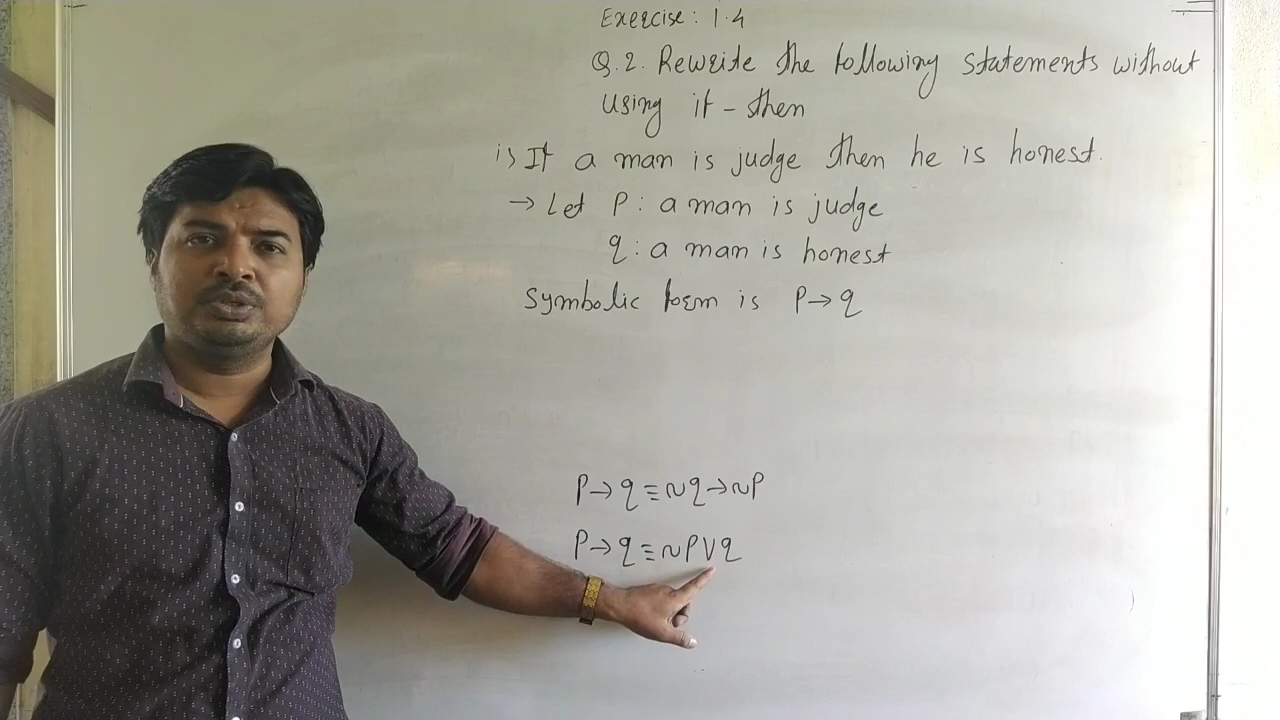 Exercise: 1.4
Q.2. Rewrite the following statements without
using if - then
i) If a man is judge then he is honest.
→ Let P: a man is judge
q: a man is honest
Symbolic form is P→q
P→q ≡ ~q→~P
P→q ≡ ~P∨q